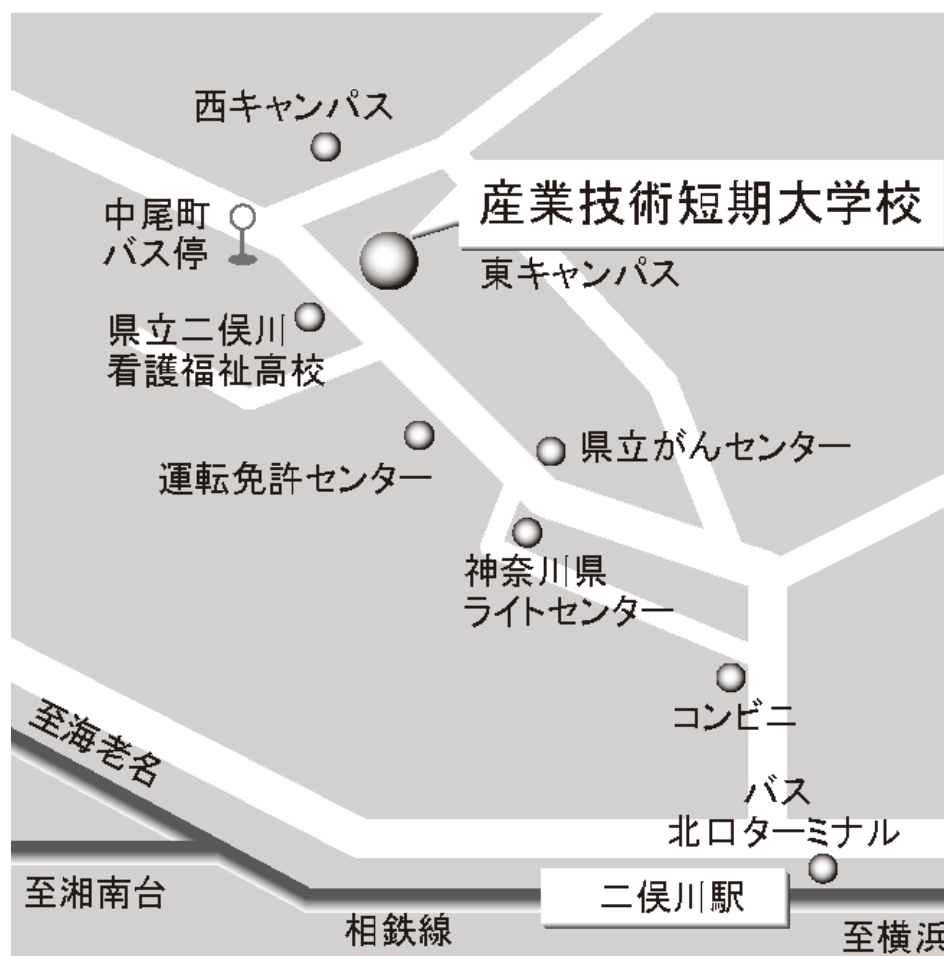 西キャンパス
中尾町
バス停
産業技術短期大学校
東キャンパス
県立二俣川
看護福祉高校
県立がんセンター
運転免許センター
神奈川県
ライトセンター
コンビニ
至海老名
バス
北口ターミナル
至湘南台
二俣川駅
相鉄線
至横浜